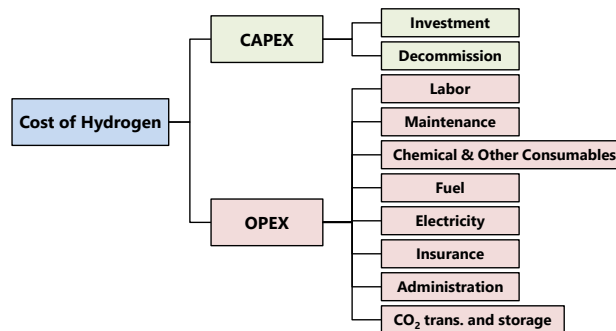 Cost of Hydrogen
CAPEX
Investment
Decommission
OPEX
Labor
Maintenance
Chemical & Other Consumables
Fuel
Electricity
Insurance
Administration
CO₂ trans. and storage